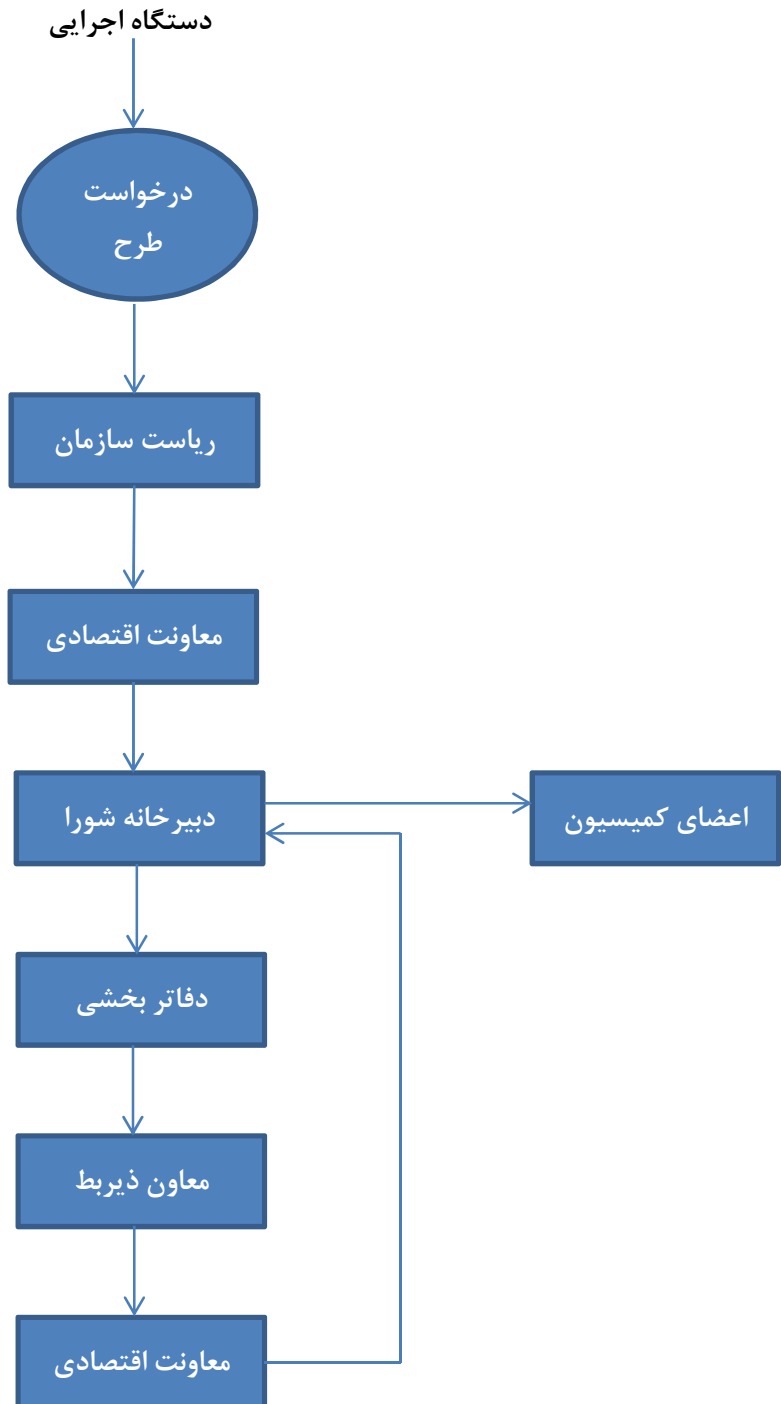 دستگاه اجرایی
درخواست
طرح
ریاست سازمان
معاونت اقتصادی
دبیرخانه شورا
اعضای کمیسیون
دفاتر بخشی
معاون ذیربط
معاونت اقتصادی